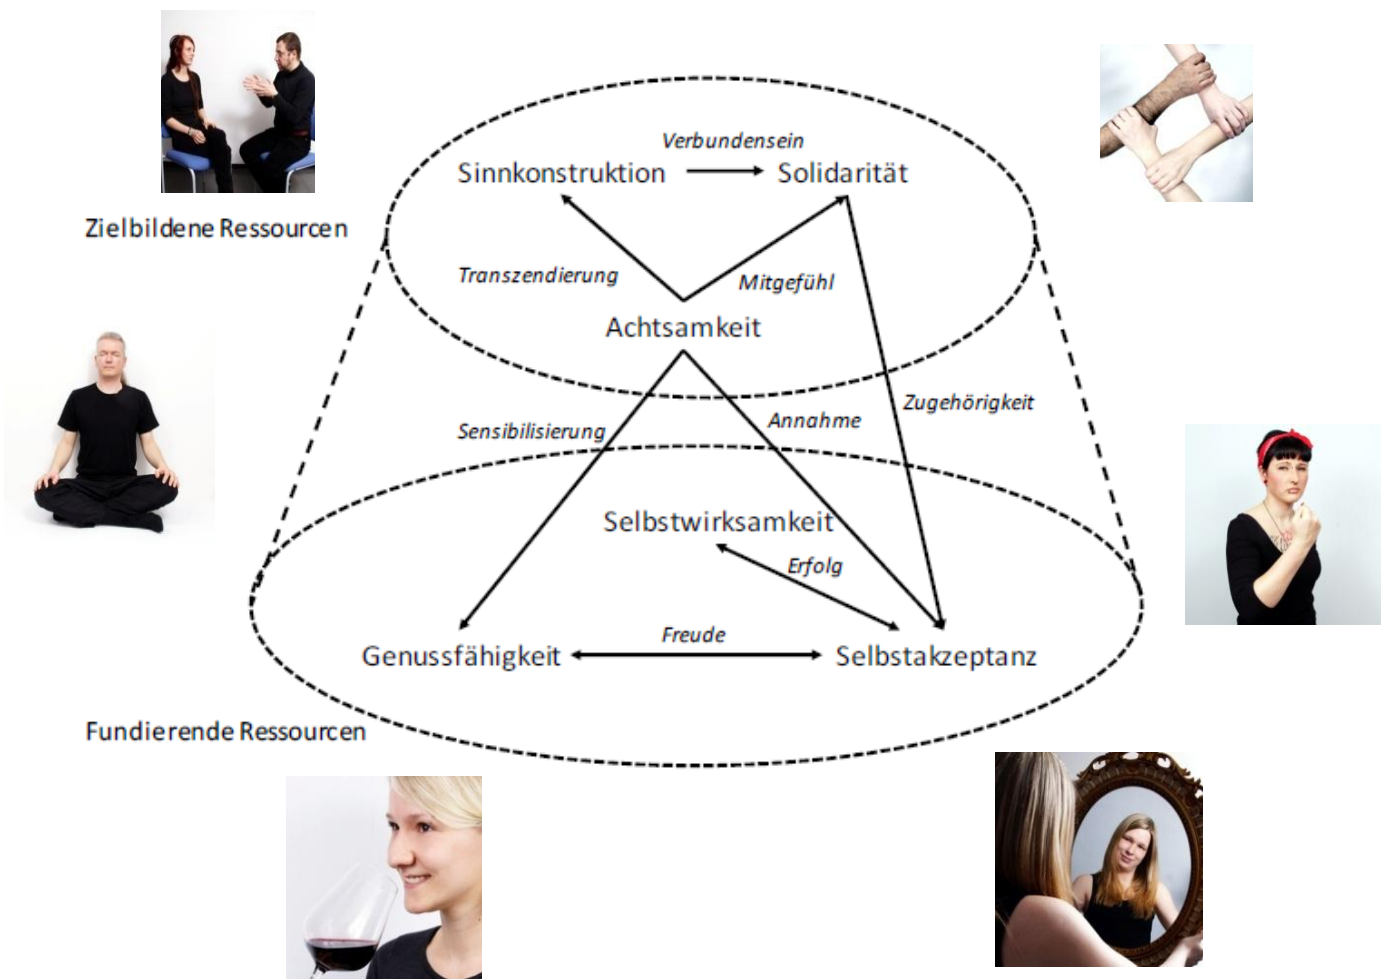 Verbundensein
Sinnkonstruktion
Solidarität
Zielbildene Ressourcen
Transzendierung
Mitgefühl
Achtsamkeit
Zugehörigkeit
Annahme
Sensibilisierung
Selbstwirksamkeit
Erfolg
Freude
Genussfähigkeit
Selbstakzeptanz
Fundierende Ressourcen